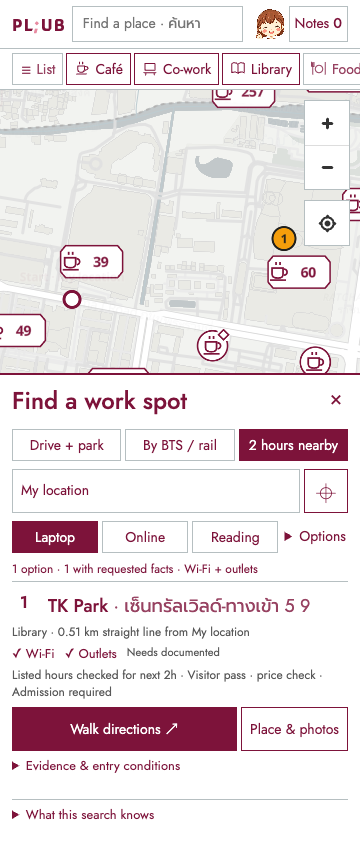 PL;UB
Find a place · ค้นหา
Notes 0
≡ List
Café
Co-work
Library
Food
257
+
−
39
1
60
49
Find a work spot
×
Drive + park
By BTS / rail
2 hours nearby
My location
Laptop
Online
Reading
▶ Options
1 option · 1 with requested facts · Wi-Fi + outlets
1 TK Park · เซ็นทรัลเวิลด์-ทางเข้า 5 9
Library · 0.51 km straight line from My location
✓ Wi-Fi ✓ Outlets Needs documented
Listed hours checked for next 2h · Visitor pass · price check ·
Admission required
Walk directions ↗
Place & photos
▶ Evidence & entry conditions
▶ What this search knows